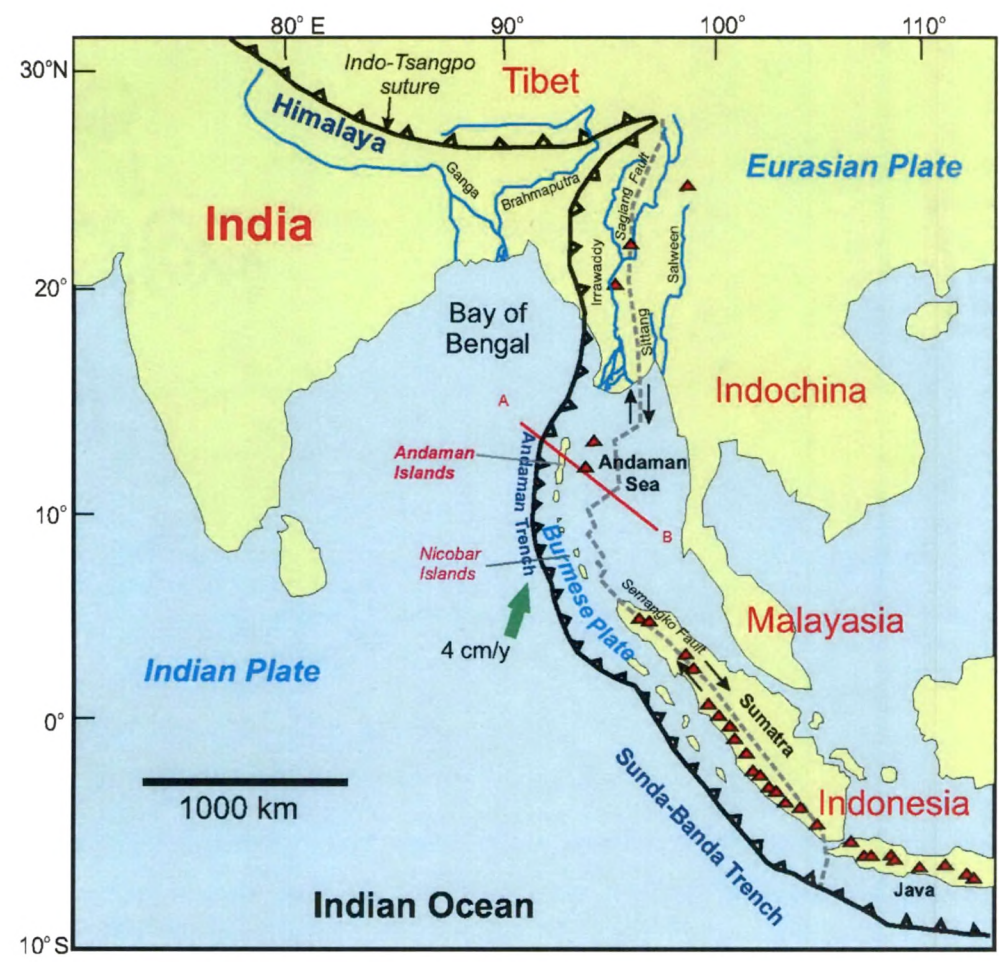 80° E
90°
100°
110°
30°N
Indo-Tsangpo
suture
Tibet
Himalaya
Ganga
Brahmaputra
Sagiang Fault
Eurasian Plate
India
Irrawaddy
Salween
20°
Bay of
Bengal
Sittang
Indochina
A
Andaman
Islands
Andaman Trench
Andaman
Sea
10°
B
Nicobar
Islands
Burmese Plate
Semangko Fault
Malayasia
4 cm/y
Indian Plate
0°
Sumatra
1000 km
Sunda-Banda Trench
Indonesia
Java
Indian Ocean
10°S